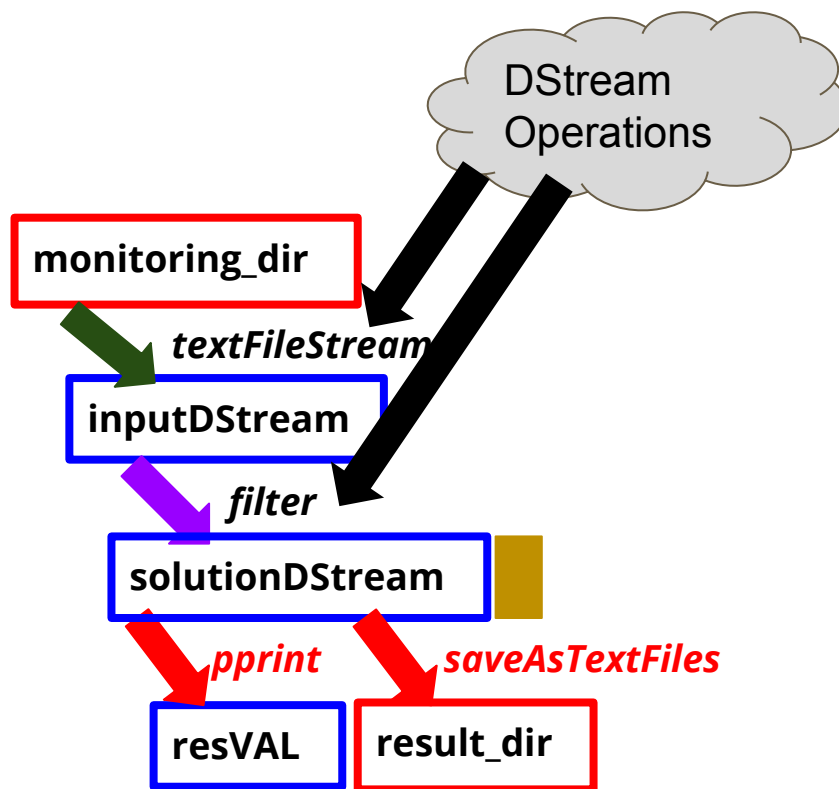 DStream
Operations
monitoring_dir
textFileStream
inputDStream
filter
solutionDStream
pprint
saveAsTextFiles
resVAL
result_dir